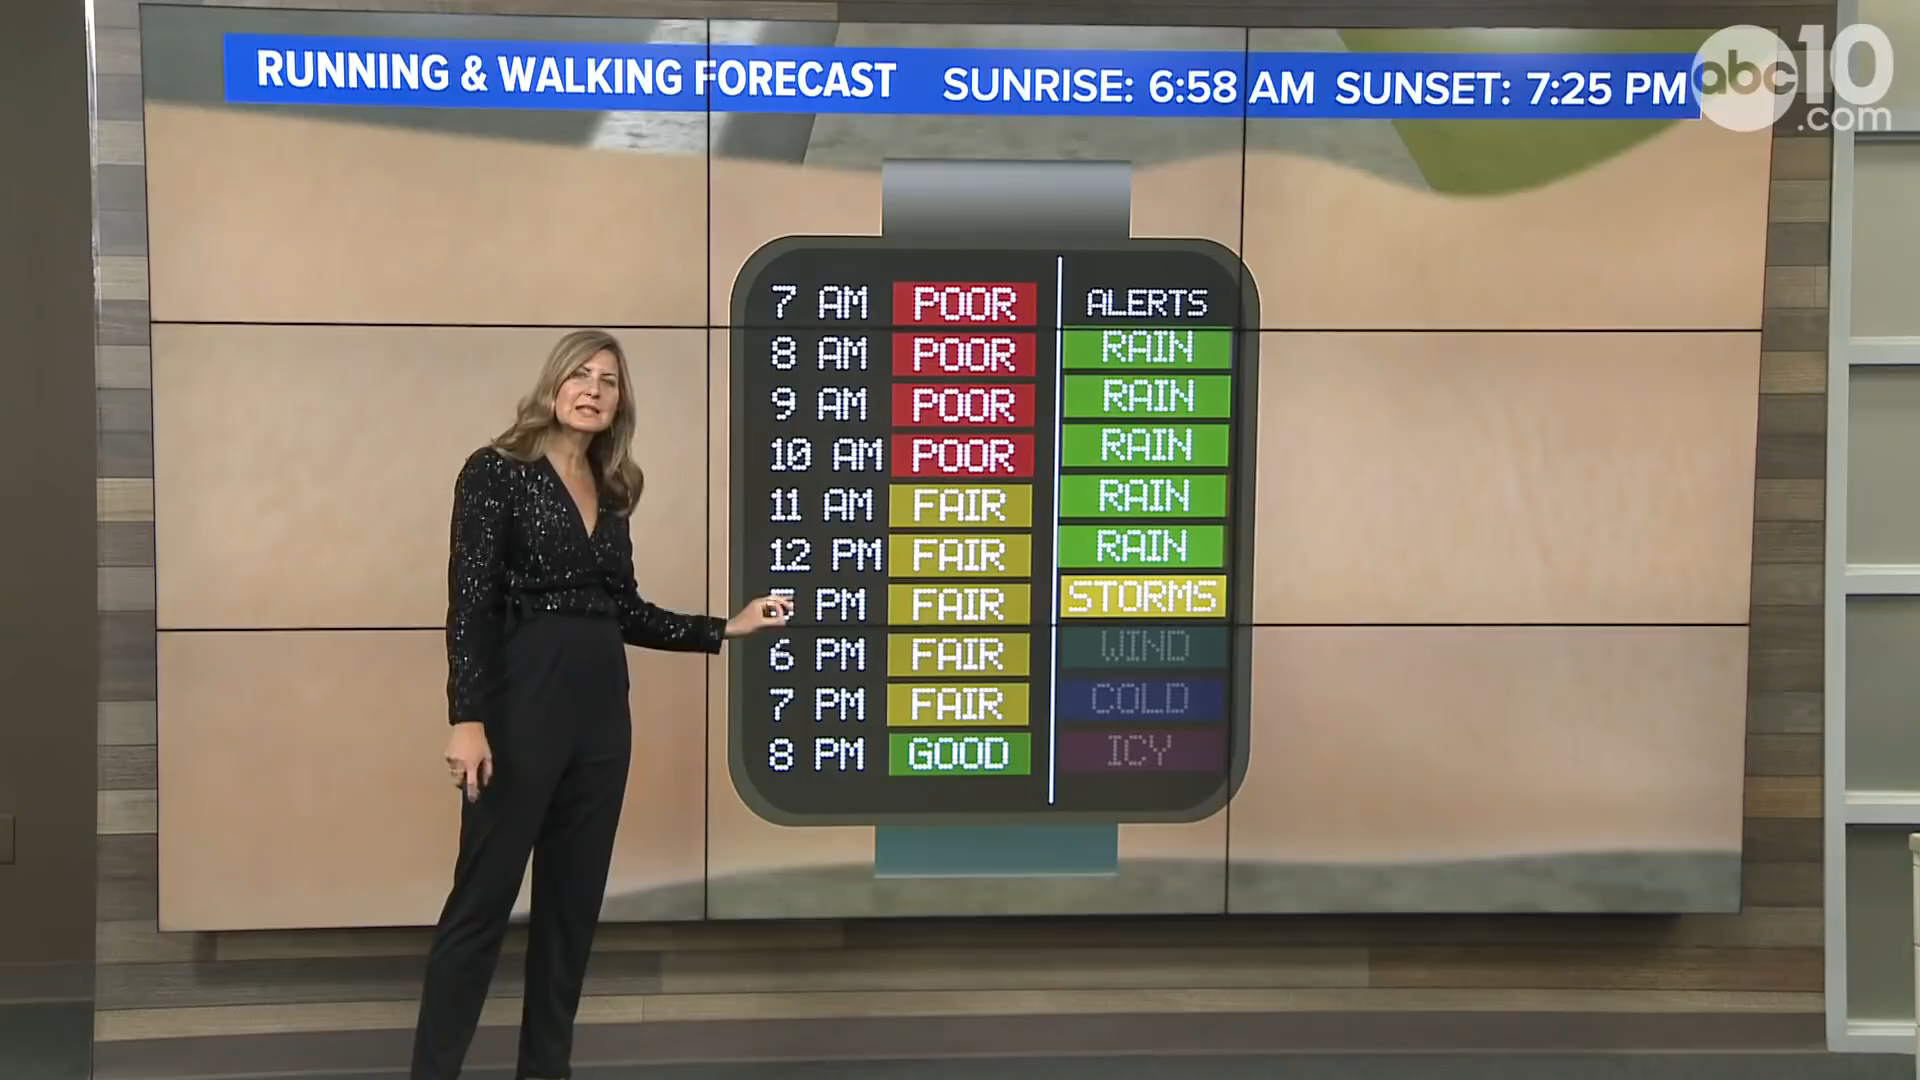 RUNNING & WALKING FORECAST SUNRISE: 6:58 AM SUNSET: 7:25 PM
abc10
.com
7 AM POOR
8 AM POOR
9 AM POOR
10 AM POOR
11 AM FAIR
12 PM FAIR
5 PM FAIR
6 PM FAIR
7 PM FAIR
8 PM GOOD
ALERTS
RAIN
RAIN
RAIN
RAIN
RAIN
STORMS
WIND
COLD
ICY